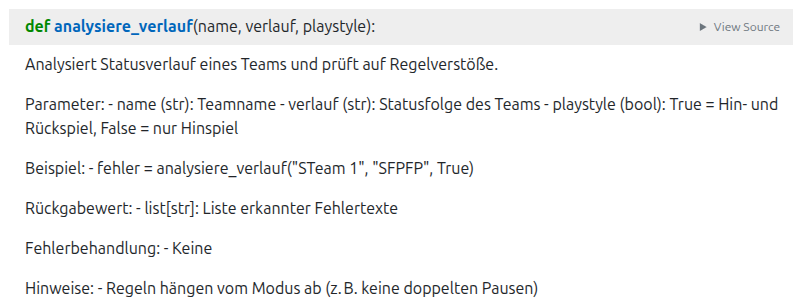 def analysiere_verlauf(name, verlauf, playstyle):
▶ View Source
Analysiert Statusverlauf eines Teams und prüft auf Regelverstöße.
Parameter: - name (str): Teamname - verlauf (str): Statusfolge des Teams - playstyle (bool): True = Hin- und
Rückspiel, False = nur Hinspiel
Beispiel: - fehler = analysiere_verlauf("STeam 1", "SFPFP", True)
Rückgabewert: - list[str]: Liste erkannter Fehlertexte
Fehlerbehandlung: - Keine
Hinweise: - Regeln hängen vom Modus ab (z. B. keine doppelten Pausen)